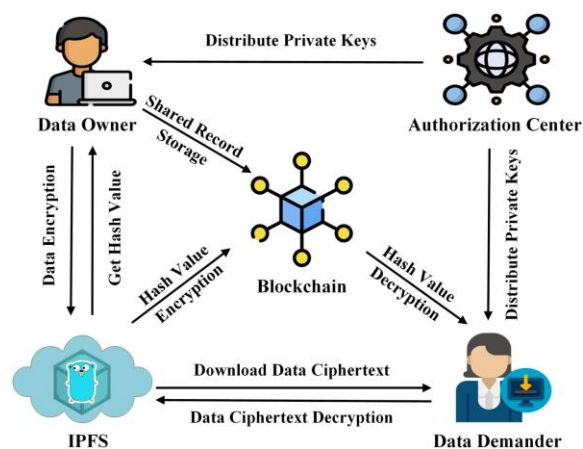 Distribute Private Keys
Data Owner
Authorization Center
Shared Record
Storage
Data Encryption
Get Hash Value
Hash Value
Encryption
Blockchain
Hash Value
Decryption
Distribute Private Keys
Download Data Ciphertext
Data Ciphertext Decryption
IPFS
Data Demander